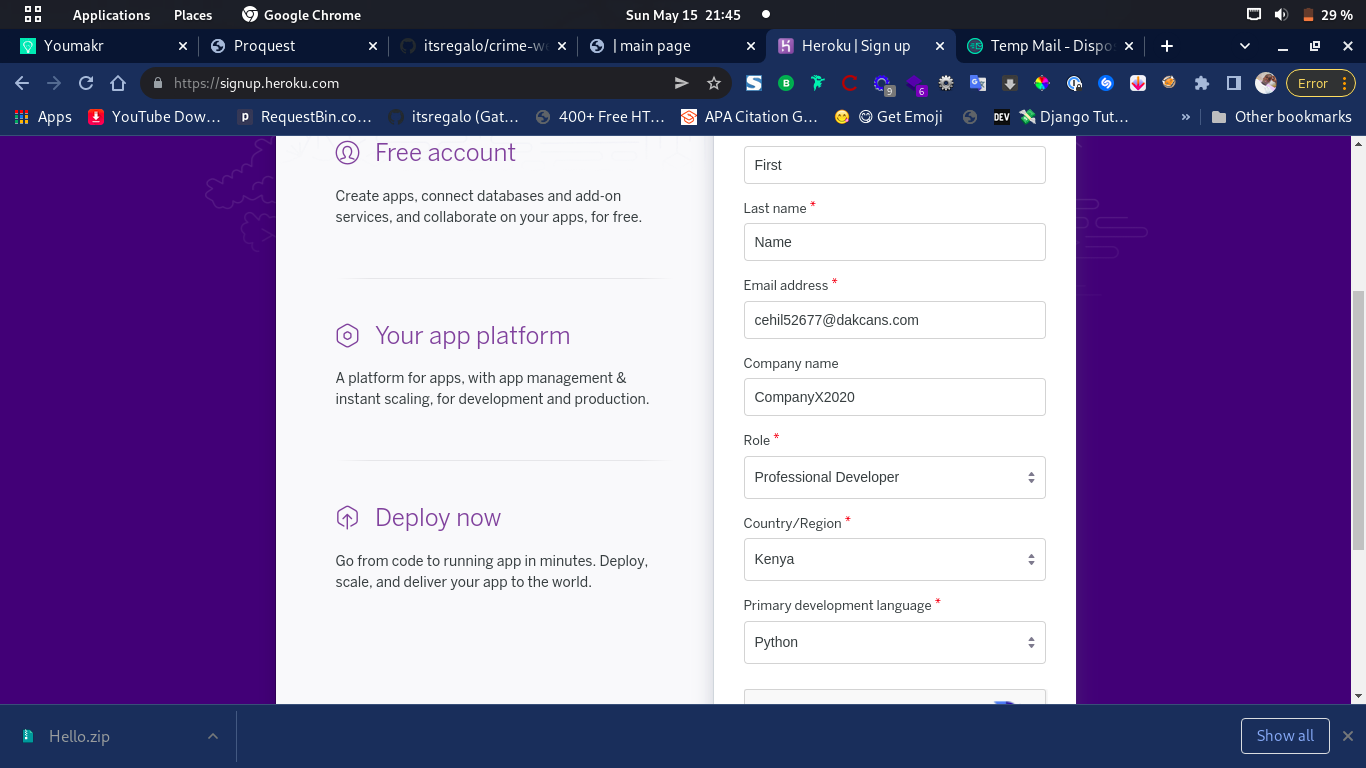 Applications Places Google Chrome Sun May 15 21:45 29 %
Youmakr Proquest itsregalo/crime-we | main page Heroku | Sign up Temp Mail - Dispos
https://signup.heroku.com 9 6 Error
Apps YouTube Dow... RequestBin.co... itsregalo (Gat... 400+ Free HT... APA Citation G... 😋 Get Emoji DEV 💸 Django Tut... » Other bookmarks
Free account
Create apps, connect databases and add-on
services, and collaborate on your apps, for free.
Your app platform
A platform for apps, with app management &
instant scaling, for development and production.
Deploy now
Go from code to running app in minutes. Deploy,
scale, and deliver your app to the world.
First
Last name *
Name
Email address *
cehil52677@dakcans.com
Company name
CompanyX2020
Role *
Professional Developer
Country/Region *
Kenya
Primary development language *
Python
Hello.zip
Show all